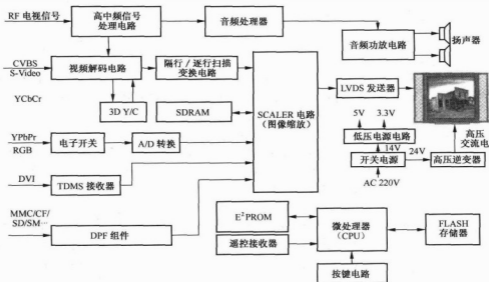 RF 电视信号
高中频信号
处理电路
音频处理器
音频功放电路
扬声器
CVBS
S-Video
视频解码电路
隔行/逐行扫描
变换电路
YCbCr
3D Y/C
SDRAM
SCALER 电路
(图像缩放)
LVDS 发送器
YPbPr
RGB
电子开关
A/D 转换
5V
3.3V
低压电源电路
14V
24V
开关电源
高压逆变器
高压
交流电
AC 220V
DVI
TDMS 接收器
MMC/CF/
SD/SM…
DPF 组件
E²PROM
遥控接收器
微处理器
(CPU)
FLASH
存储器
按键电路